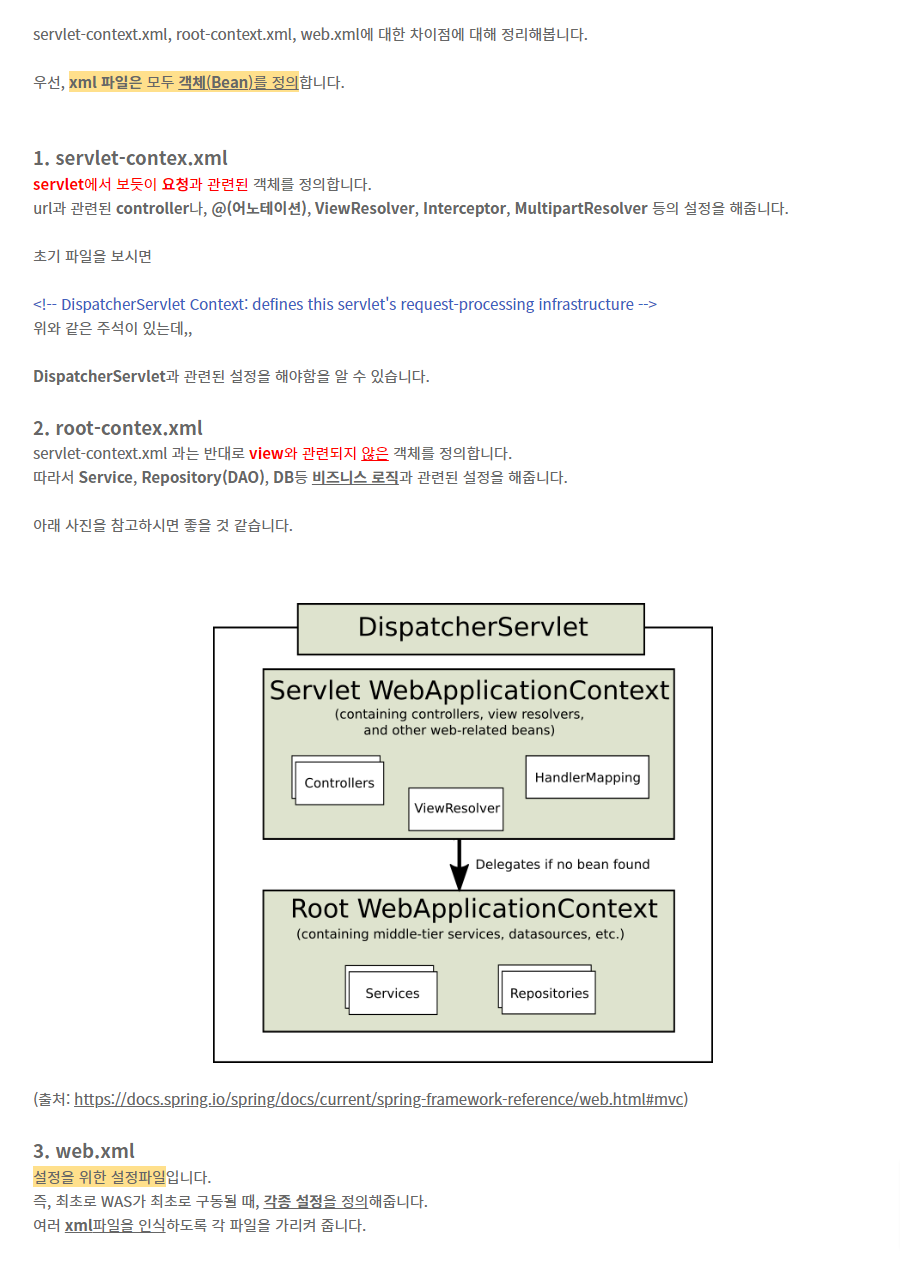 servlet-context.xml, root-context.xml, web.xml에 대한 차이점에 대해 정리해봅니다.
우선, xml 파일은 모두 객체(Bean)를 정의합니다.
1. servlet-contex.xml
servlet에서 보듯이 요청과 관련된 객체를 정의합니다.
url과 관련된 controller나, @(어노테이션), ViewResolver, Interceptor, MultipartResolver 등의 설정을 해줍니다.
초기 파일을 보시면
<!-- DispatcherServlet Context: defines this servlet's request-processing infrastructure -->
위와 같은 주석이 있는데,,
DispatcherServlet과 관련된 설정을 해야함을 알 수 있습니다.
2. root-contex.xml
servlet-context.xml 과는 반대로 view와 관련되지 않은 객체를 정의합니다.
따라서 Service, Repository(DAO), DB등 비즈니스 로직과 관련된 설정을 해줍니다.
아래 사진을 참고하시면 좋을 것 같습니다.
DispatcherServlet
Servlet WebApplicationContext
(containing controllers, view resolvers,
and other web-related beans)
Controllers
ViewResolver
HandlerMapping
Delegates if no bean found
Root WebApplicationContext
(containing middle-tier services, datasources, etc.)
Services
Repositories
(출처: https://docs.spring.io/spring/docs/current/spring-framework-reference/web.html#mvc)
3. web.xml
설정을 위한 설정파일입니다.
즉, 최초로 WAS가 최초로 구동될 때, 각종 설정을 정의해줍니다.
여러 xml파일을 인식하도록 각 파일을 가리켜 줍니다.